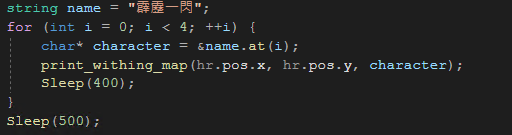 string name = "霹靂一閃";
for (int i = 0; i < 4; ++i) {
char* character = &name.at(i);
print_withing_map(hr.pos.x, hr.pos.y, character);
Sleep(400);
}
Sleep(500);